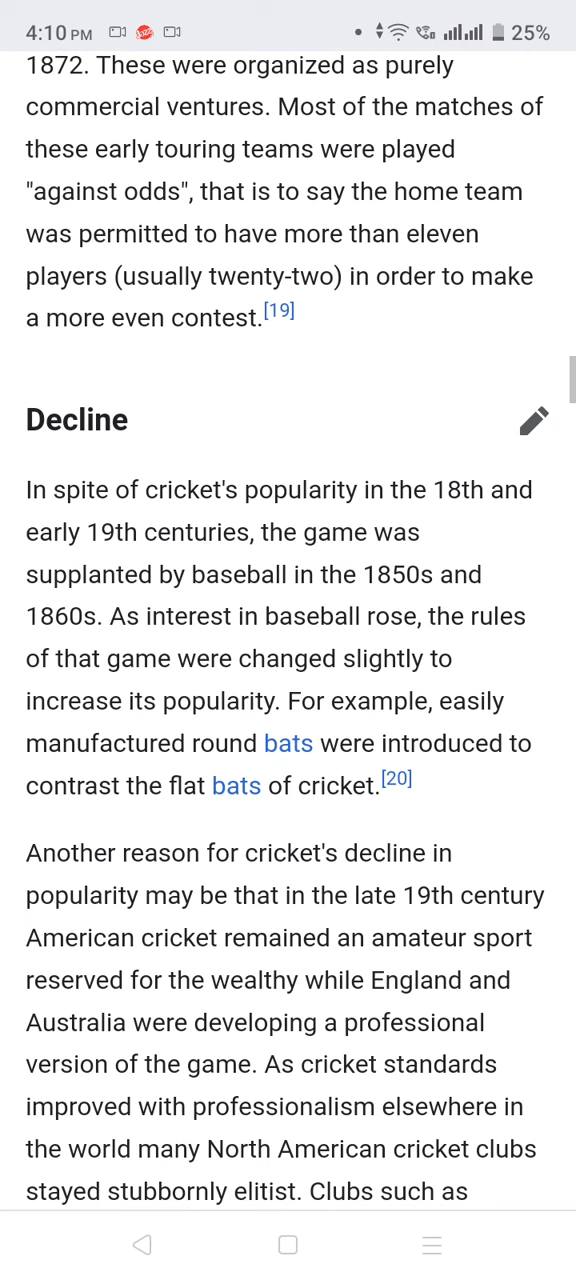 4:10 PM 25%
1872. These were organized as purely
commercial ventures. Most of the matches of
these early touring teams were played
"against odds", that is to say the home team
was permitted to have more than eleven
players (usually twenty-two) in order to make
a more even contest.[19]
Decline
In spite of cricket's popularity in the 18th and
early 19th centuries, the game was
supplanted by baseball in the 1850s and
1860s. As interest in baseball rose, the rules
of that game were changed slightly to
increase its popularity. For example, easily
manufactured round bats were introduced to
contrast the flat bats of cricket.[20]
Another reason for cricket's decline in
popularity may be that in the late 19th century
American cricket remained an amateur sport
reserved for the wealthy while England and
Australia were developing a professional
version of the game. As cricket standards
improved with professionalism elsewhere in
the world many North American cricket clubs
stayed stubbornly elitist. Clubs such as